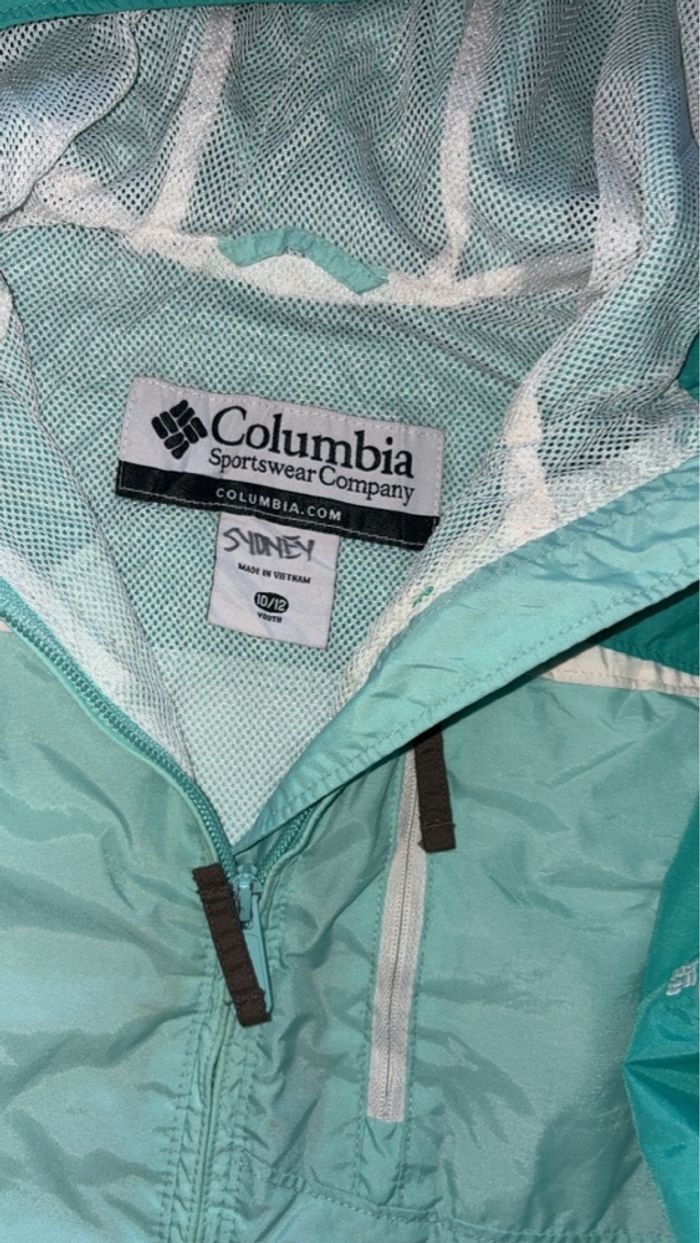 Columbia
Sportswear Company
COLUMBIA.COM
SYDNEY
MADE IN VIETNAM
10/12
YOUTH